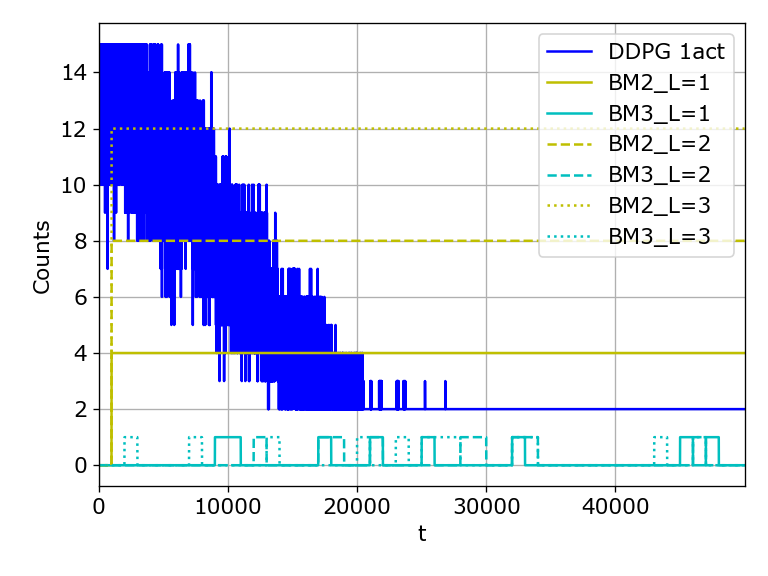 14
12
10
8
6
4
2
0
Counts
0 10000 20000 30000 40000
t
DDPG 1act
BM2_L=1
BM3_L=1
BM2_L=2
BM3_L=2
BM2_L=3
BM3_L=3